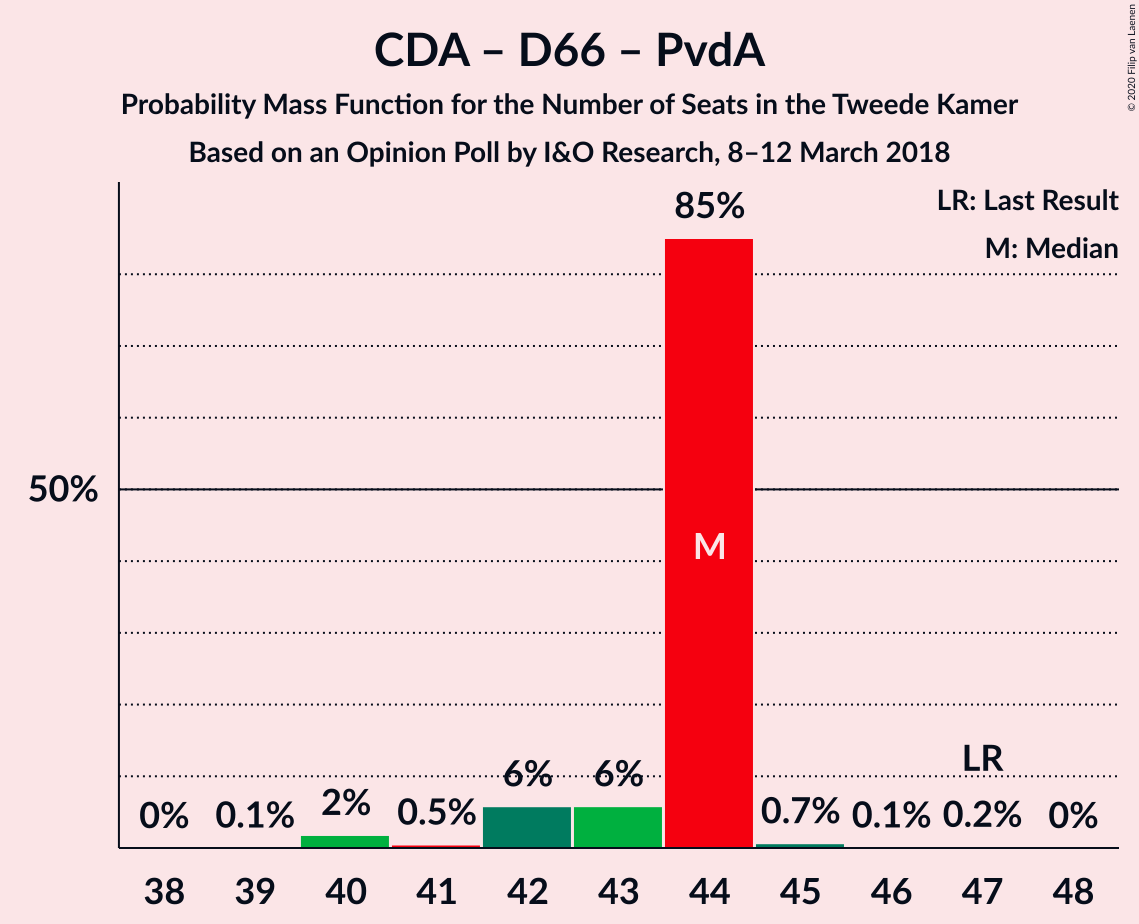 CDA – D66 – PvdA
Probability Mass Function for the Number of Seats in the Tweede Kamer
Based on an Opinion Poll by I&O Research, 8–12 March 2018
© 2020 Filip van Laenen
LR: Last Result
M: Median
85%
50%
M
LR
0% 0.1% 2% 0.5% 6% 6% 0.7% 0.1% 0.2% 0%
38 39 40 41 42 43 44 45 46 47 48